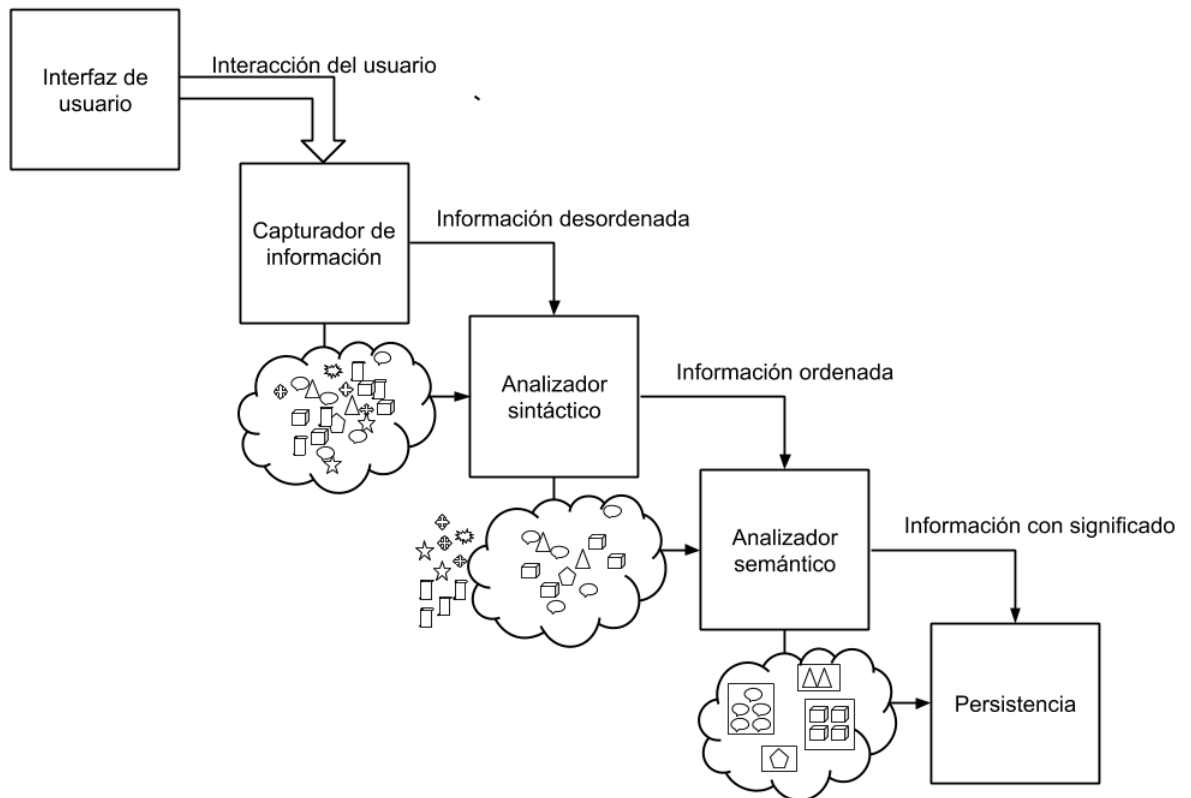 Interfaz de
usuario
Interacción del usuario
Capturador de
información
Información desordenada
Analizador
sintáctico
Información ordenada
Analizador
semántico
Información con significado
Persistencia